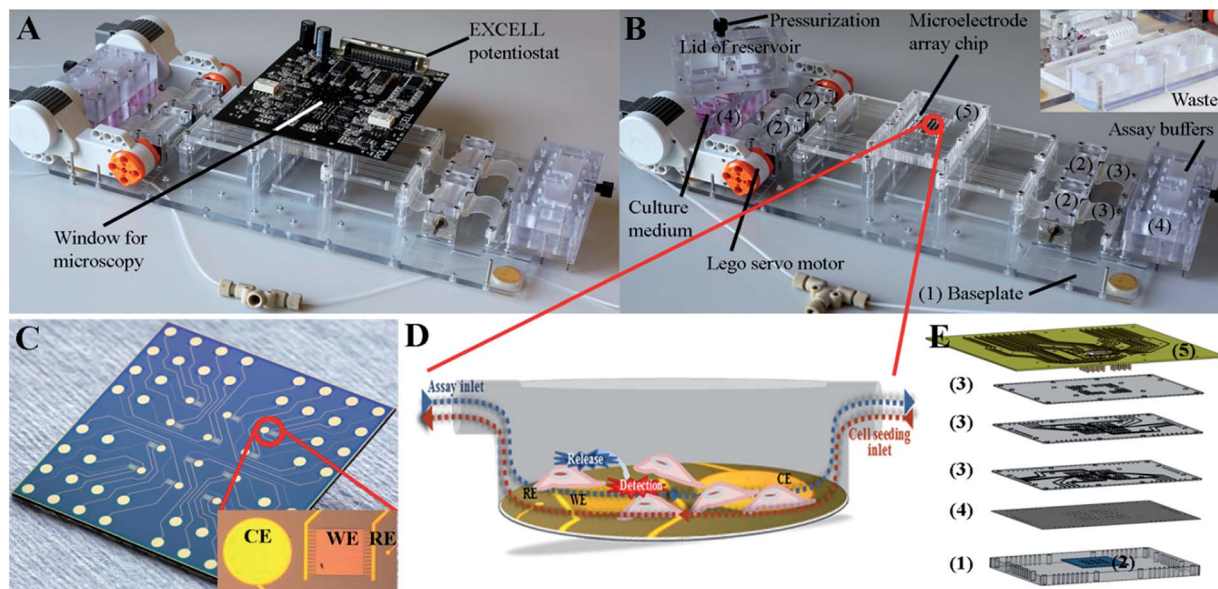 A
EXCELL
potentiostat
Window for
microscopy
B
Pressurization
Lid of reservoir
Microelectrode
array chip
Waste
(2)
(5)
(4)
(2)
Assay buffers
(2)
(3)
(2)
(3)
(4)
Culture
medium
Lego servo motor
(1) Baseplate
C
CE
WE
RE
D
Assay inlet
Cell seeding
inlet
Release
Detection
CE
RE
WE
E
(5)
(3)
(3)
(3)
(4)
(1)
(2)